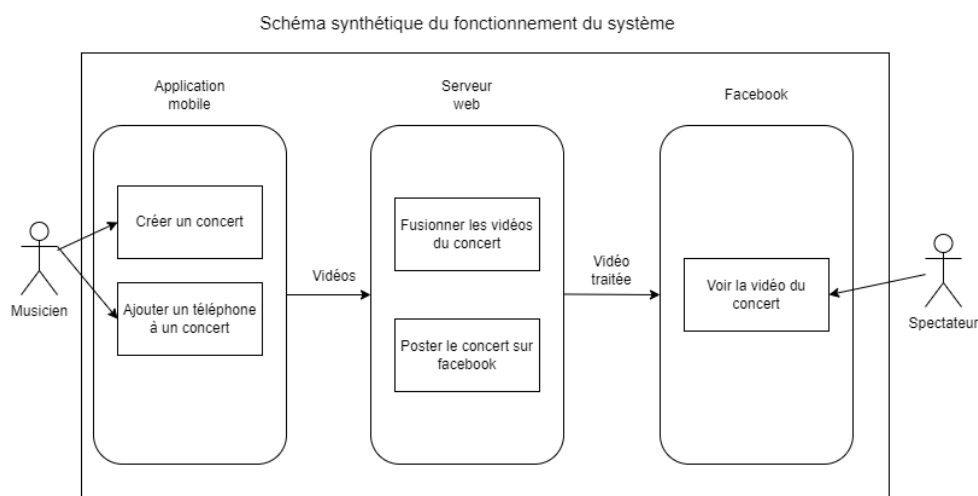 Schéma synthétique du fonctionnement du système
Application
mobile
Serveur
web
Facebook
Créer un concert
Ajouter un téléphone
à un concert
Musicien
Vidéos
Fusionner les vidéos
du concert
Poster le concert sur
facebook
Vidéo
traitée
Voir la vidéo du
concert
Spectateur